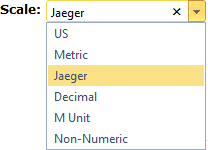 Scale: Jaeger
US
Metric
Jaeger
Decimal
M Unit
Non-Numeric